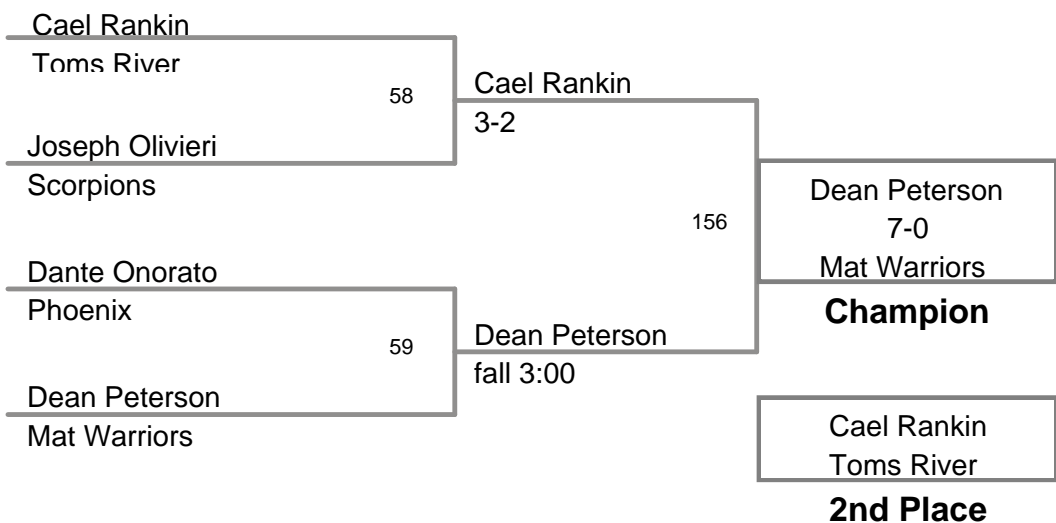 Cael Rankin
Toms River
58
Joseph Olivieri
Scorpions
Cael Rankin
3-2
Dante Onorato
Phoenix
59
Dean Peterson
Mat Warriors
Dean Peterson
fall 3:00
156
Dean Peterson
7-0
Mat Warriors
Champion
Cael Rankin
Toms River
2nd Place